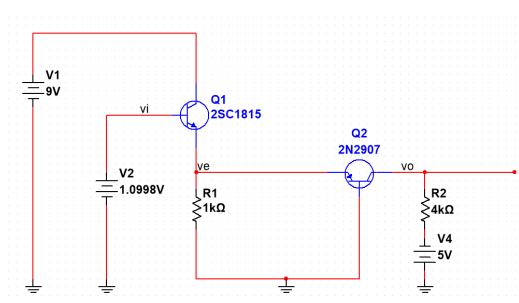 V1
9V
Q1
2SC1815
vi
Q2
2N2907
V2
1.0998V
ve
vo
R1
1kΩ
R2
4kΩ
V4
5V